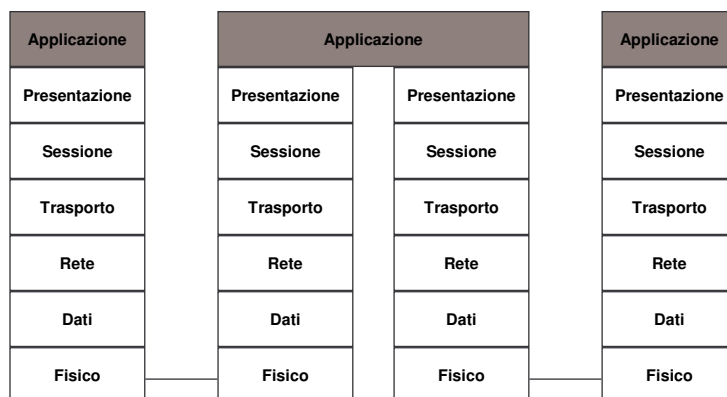 Applicazione Applicazione Applicazione
Presentazione Presentazione Presentazione Presentazione
Sessione Sessione Sessione Sessione
Trasporto Trasporto Trasporto Trasporto
Rete Rete Rete Rete
Dati Dati Dati Dati
Fisico Fisico Fisico Fisico